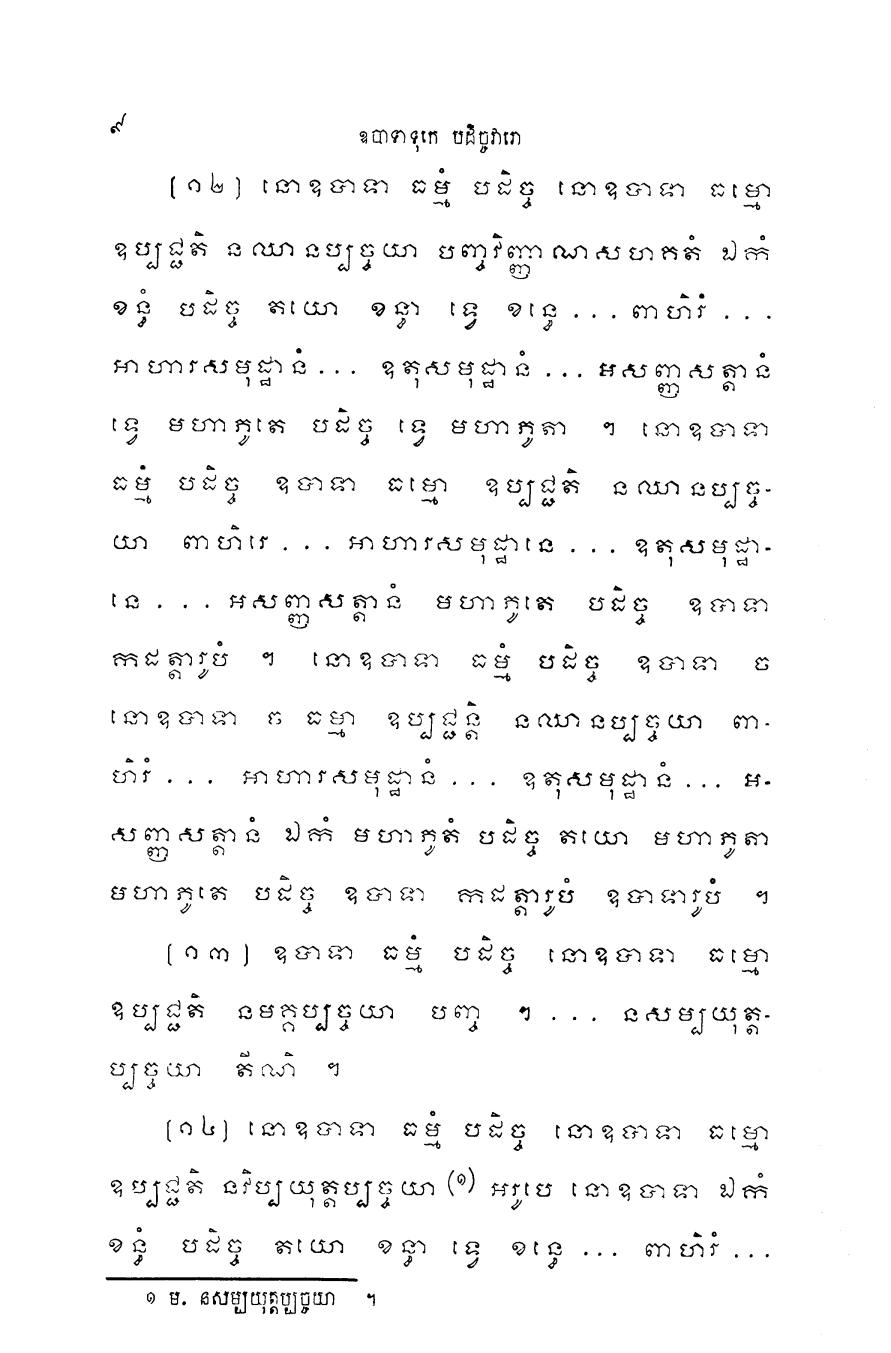 ៩
ឧបាទាទុកេ បដិច្ចវារោ
[១២] នោឧបាទា ធម្មំ បដិច្ច នោឧបាទា ធម្មោ
ឧប្បជ្ជតិ នឈានប្បច្ចយា បញ្ចវិញ្ញាណសហគតំ ឯកំ
ខន្ធំ បដិច្ច តយោ ខន្ធា ទ្វេ ខន្ធេ ... ពាហិរំ ...
អាហារសមុដ្ឋានំ ... ឧតុសមុដ្ឋានំ ... អសញ្ញសត្តានំ
ទ្វេ មហាភូតេ បដិច្ច ទ្វេ មហាភូតា ។ នោឧបាទា
ធម្មំ បដិច្ច ឧបាទា ធម្មោ ឧប្បជ្ជតិ នឈានប្បច្ច-
យា ពាហិរេ ... អាហារសមុដ្ឋានេ ... ឧតុសមុដ្ឋា-
នេ ... អសញ្ញសត្តានំ មហាភូតេ បដិច្ច ឧបាទា
កដត្តារូបំ ។ នោឧបាទា ធម្មំ បដិច្ច ឧបាទា ច
នោឧបាទា ច ធម្មា ឧប្បជ្ជន្តិ នឈានប្បច្ចយា ពា-
ហិរំ ... អាហារសមុដ្ឋានំ ... ឧតុសមុដ្ឋានំ ... អ-
សញ្ញសត្តានំ ឯកំ មហាភូតំ បដិច្ច តយោ មហាភូតា
មហាភូតេ បដិច្ច ឧបាទា កដត្តារូបំ ឧបាទារូបំ ។
[១៣] ឧបាទា ធម្មំ បដិច្ច នោឧបាទា ធម្មោ
ឧប្បជ្ជតិ នមគ្គប្បច្ចយា បញ្ច ។ ... នសម្បយុត្ត-
ប្បច្ចយា តីណិ ។
[១៤] នោឧបាទា ធម្មំ បដិច្ច នោឧបាទា ធម្មោ
ឧប្បជ្ជតិ នវិប្បយុត្តប្បច្ចយា (១) អរូបេ នោឧបាទា ឯកំ
ខន្ធំ បដិច្ច តយោ ខន្ធា ទ្វេ ខន្ធេ ... ពាហិរំ ...
១ ម. នសម្បយុត្តប្បច្ចយា ។